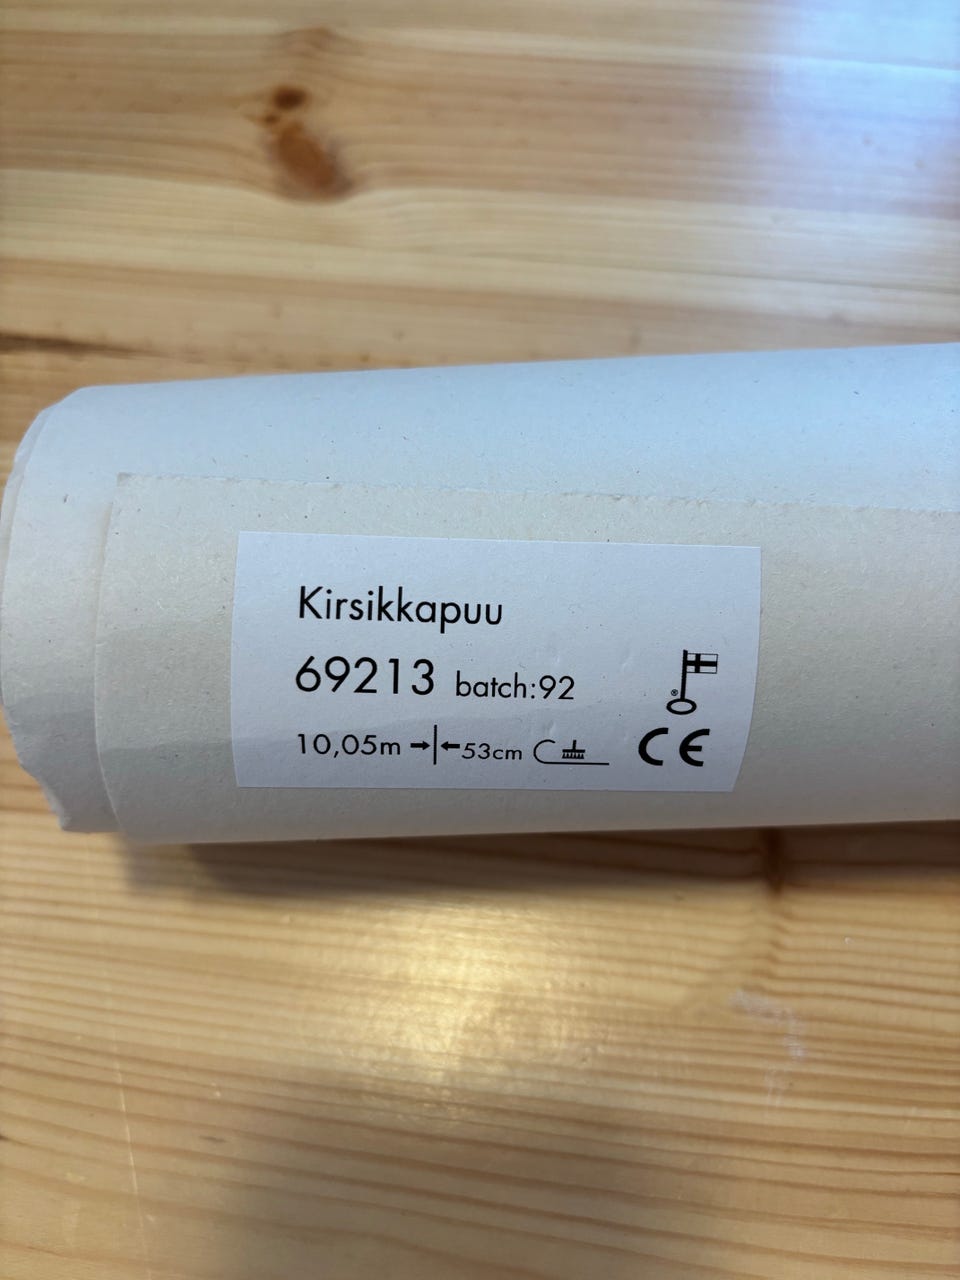 Kirsikkapuu
69213 batch:92
10,05m 53cm
®
CE